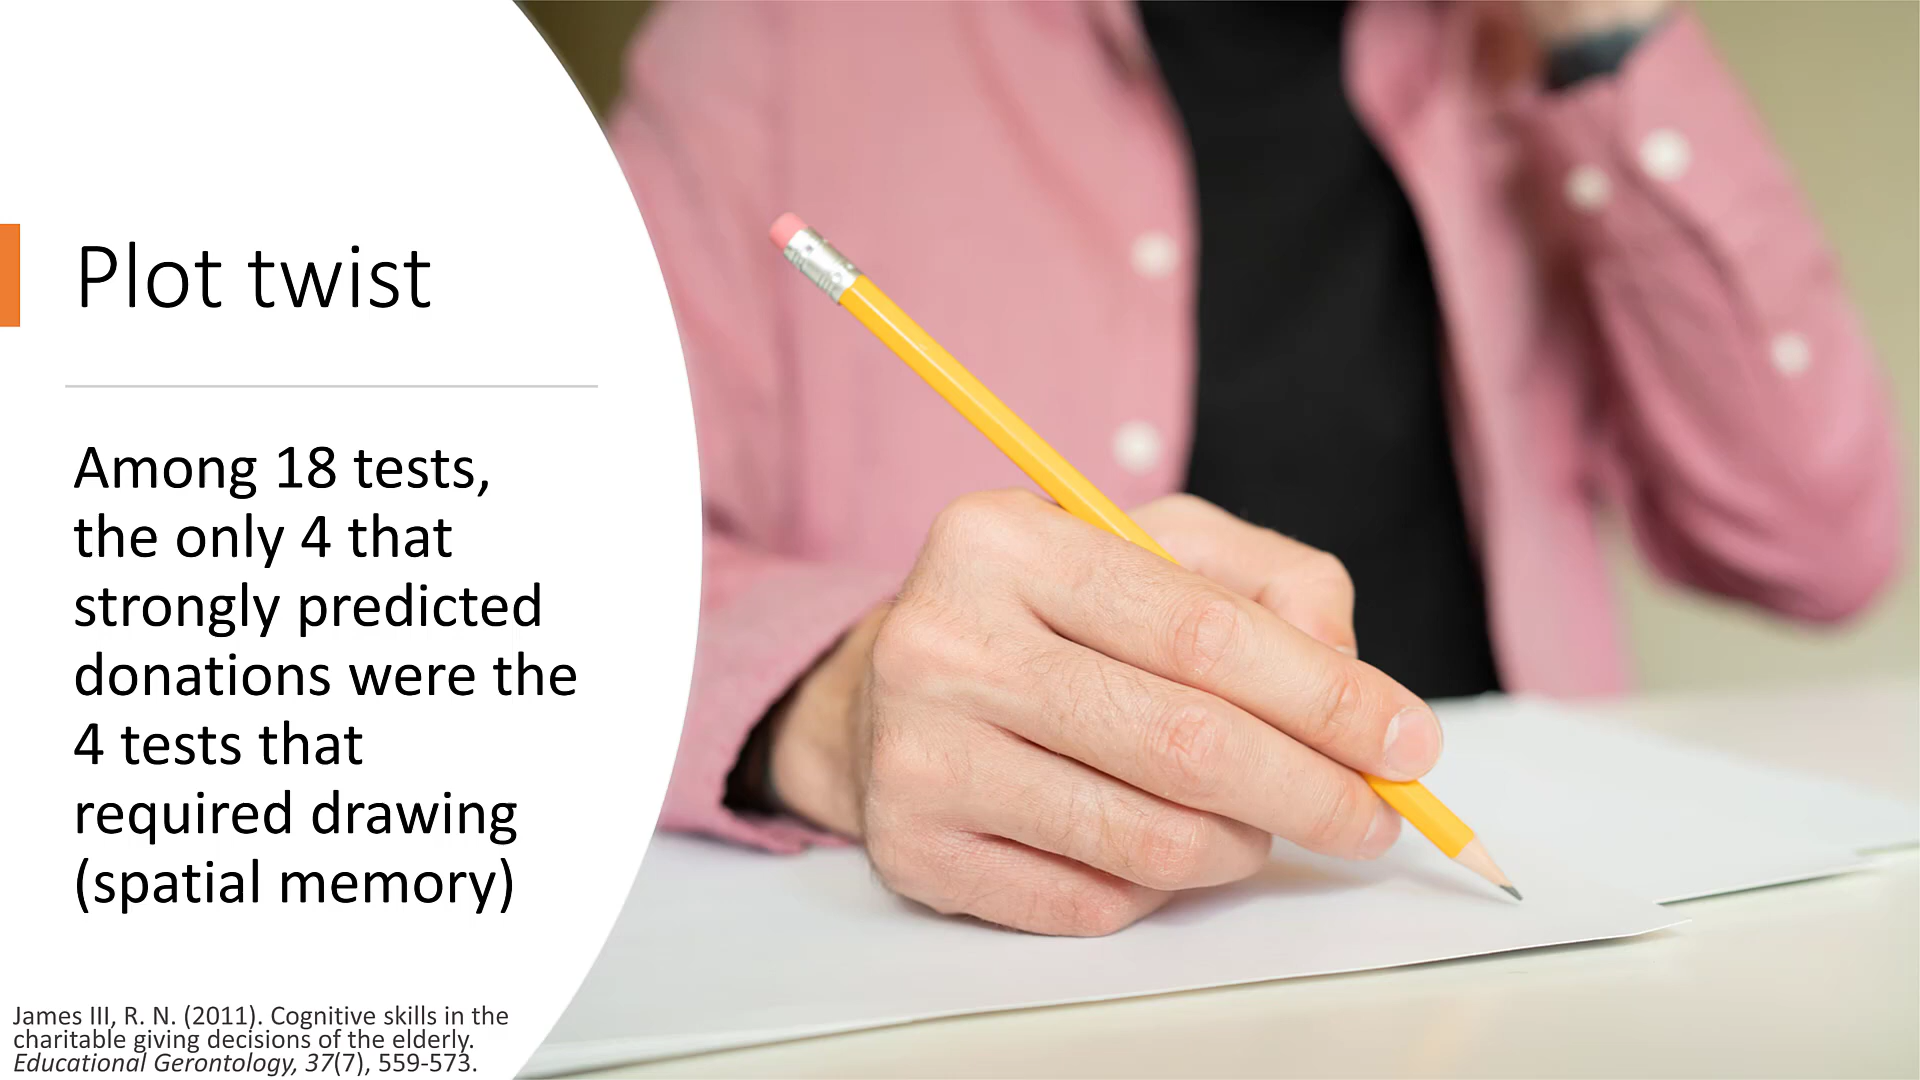 Plot twist
Among 18 tests,
the only 4 that
strongly predicted
donations were the
4 tests that
required drawing
(spatial memory)
James III, R. N. (2011). Cognitive skills in the
charitable giving decisions of the elderly.
Educational Gerontology, 37(7), 559-573.